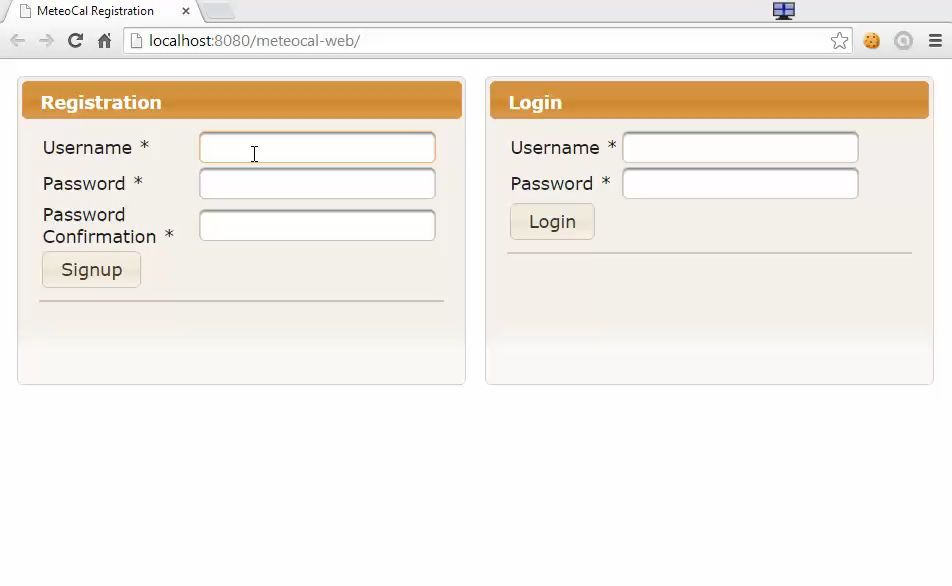 MeteoCal Registration
localhost:8080/meteocal-web/
Registration
Username *
Password *
Password
Confirmation *
Signup
Login
Username *
Password *
Login